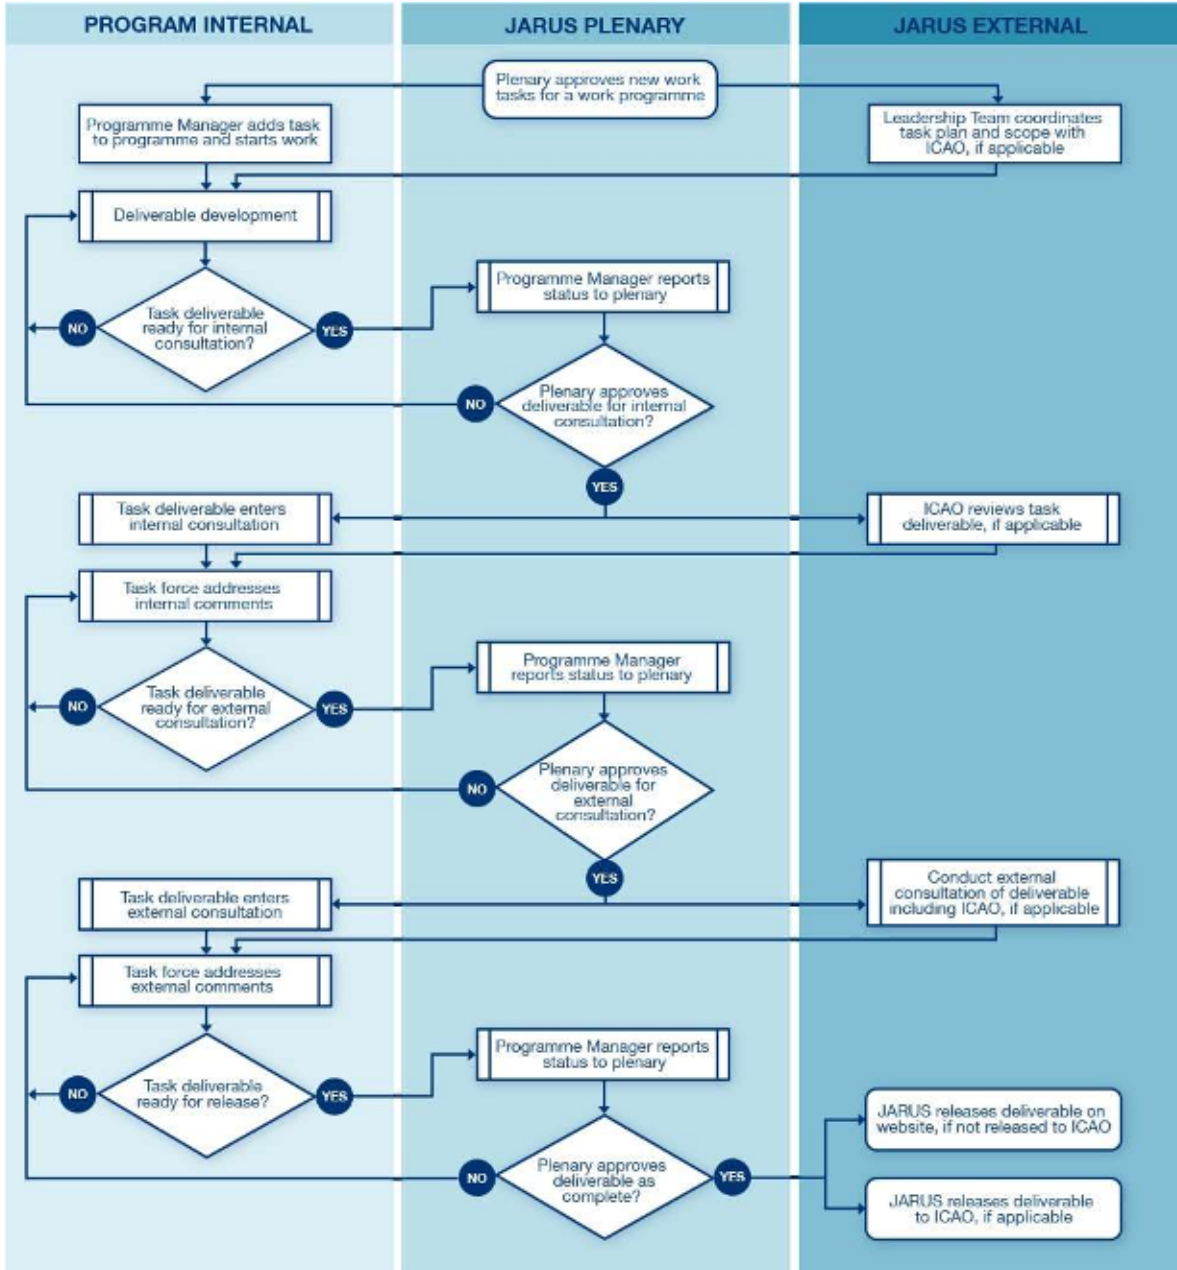 PROGRAM INTERNAL
JARUS PLENARY
JARUS EXTERNAL
Plenary approves new work
tasks for a work programme
Programme Manager adds task
to programme and starts work
Leadership Team coordinates
task plan and scope with
ICAO, if applicable
Deliverable development
Task deliverable
ready for internal
consultation?
NO
YES
Programme Manager reports
status to plenary
Plenary approves
deliverable for internal
consultation?
NO
YES
Task deliverable enters
internal consultation
ICAO reviews task
deliverable, if applicable
Task force addresses
internal comments
Task deliverable
ready for external
consultation?
NO
YES
Programme Manager
reports status to plenary
Plenary approves
deliverable for
external
consultation?
NO
YES
Task deliverable enters
external consultation
Conduct external
consultation of deliverable
including ICAO, if applicable
Task force addresses
external comments
Task deliverable
ready for release?
NO
YES
Programme Manager reports
status to plenary
Plenary approves
deliverable as
complete?
NO
YES
JARUS releases deliverable on
website, if not released to ICAO
JARUS releases deliverable
to ICAO, if applicable